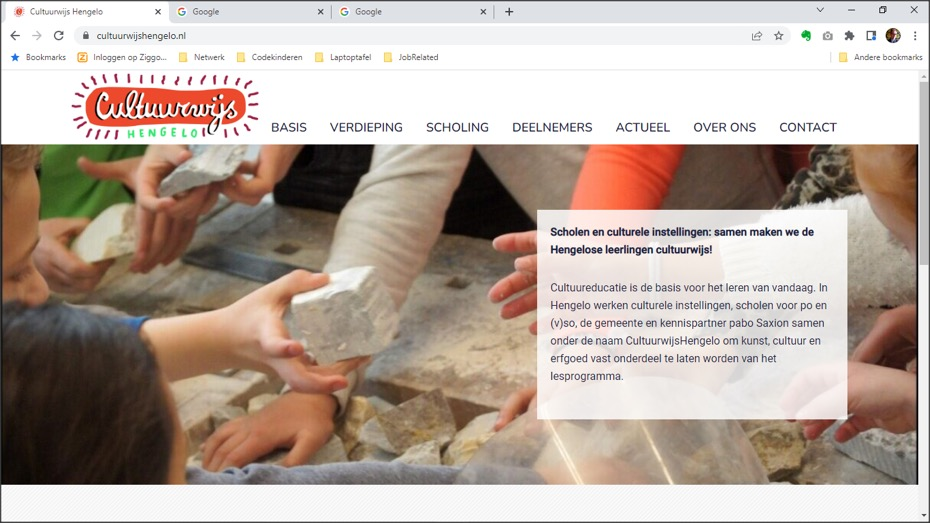 Cultuurwijs Hengelo
Google
Google
cultuurwijshengelo.nl
Bookmarks
Inloggen op Ziggo...
Netwerk
Codekinderen
Laptoptafel
JobRelated
Andere bookmarks
Cultuurwijs
HENGELO
BASIS
VERDIEPING
SCHOLING
DEELNEMERS
ACTUEEL
OVER ONS
CONTACT
Scholen en culturele instellingen: samen maken we de
Hengelose leerlingen cultuurwijs!
Cultuureducatie is de basis voor het leren van vandaag. In
Hengelo werken culturele instellingen, scholen voor po en
(v)so, de gemeente en kennispartner pabo Saxion samen
onder de naam CultuurwijsHengelo om kunst, cultuur en
erfgoed vast onderdeel te laten worden van het
lesprogramma.